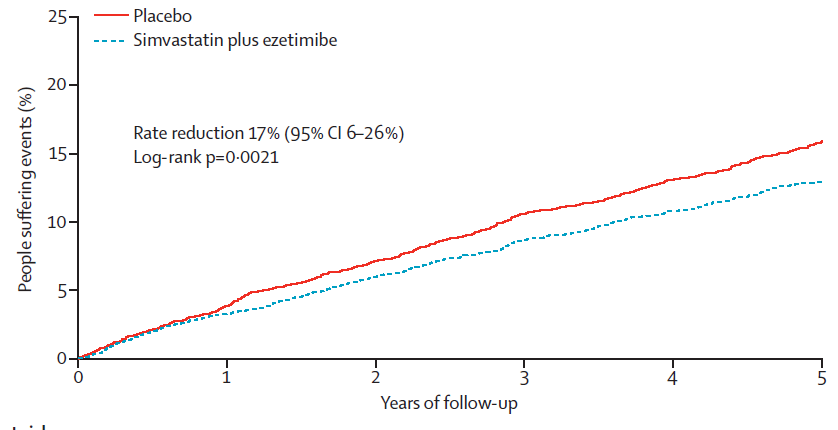 25
Placebo
Simvastatin plus ezetimibe
20
Rate reduction 17% (95% CI 6–26%)
Log-rank p=0·0021
15
10
5
0
People suffering events (%)
0 1 2 3 4 5
Years of follow-up